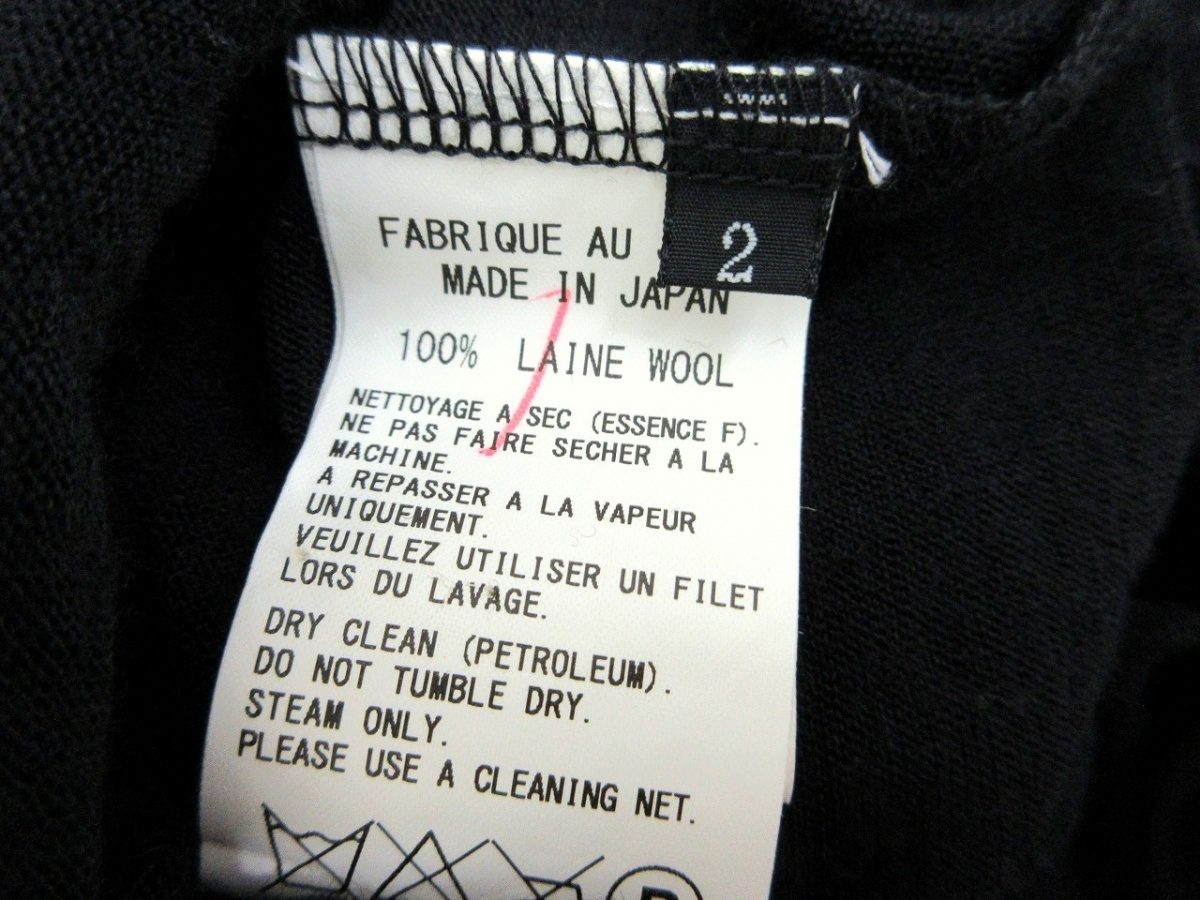 2
FABRIQUE AU
MADE IN JAPAN
100% LAINE WOOL
NETTOYAGE A SEC (ESSENCE F).
NE PAS FAIRE SECHER A LA
MACHINE.
A REPASSER A LA VAPEUR
UNIQUEMENT.
VEUILLEZ UTILISER UN FILET
LORS DU LAVAGE.
DRY CLEAN (PETROLEUM).
DO NOT TUMBLE DRY.
STEAM ONLY.
PLEASE USE A CLEANING NET.